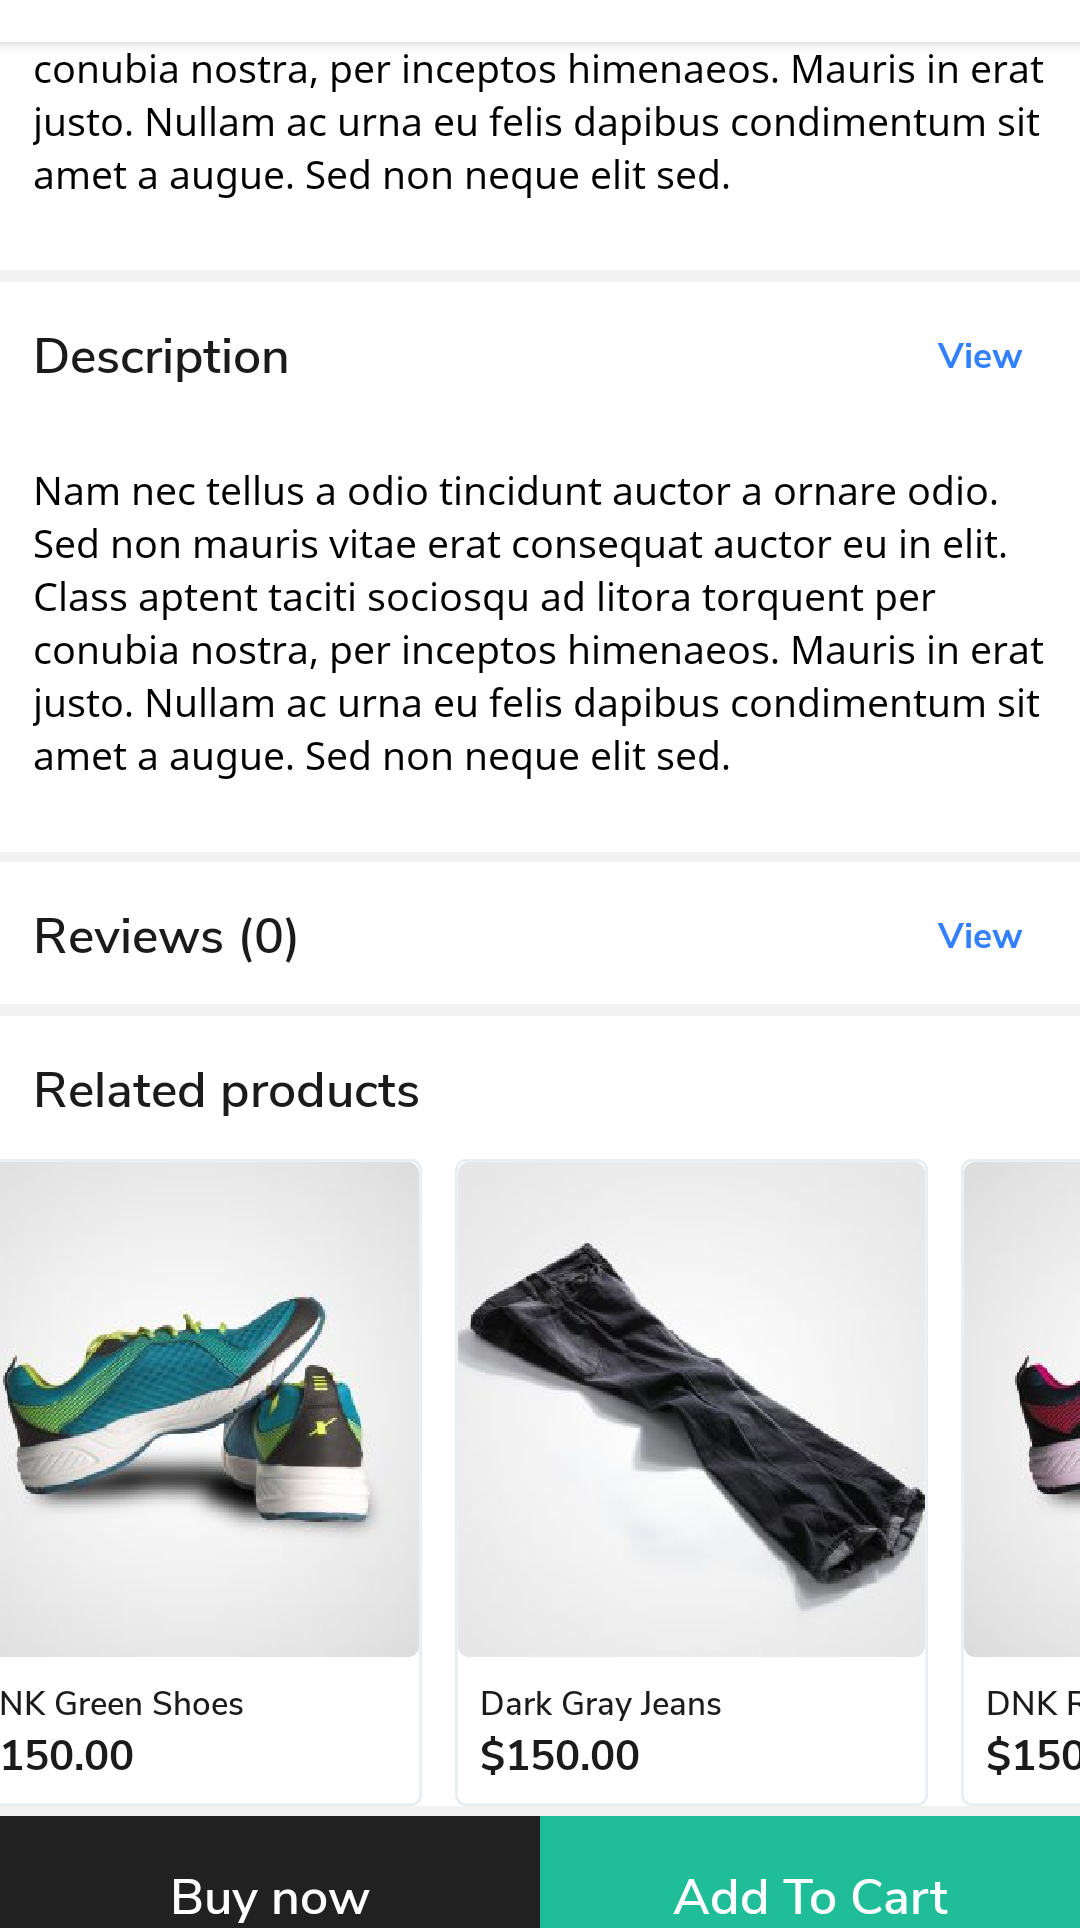 conubia nostra, per inceptos himenaeos. Mauris in erat
justo. Nullam ac urna eu felis dapibus condimentum sit
amet a augue. Sed non neque elit sed.
Description
View
Nam nec tellus a odio tincidunt auctor a ornare odio.
Sed non mauris vitae erat consequat auctor eu in elit.
Class aptent taciti sociosqu ad litora torquent per
conubia nostra, per inceptos himenaeos. Mauris in erat
justo. Nullam ac urna eu felis dapibus condimentum sit
amet a augue. Sed non neque elit sed.
Reviews (0)
View
Related products
NK Green Shoes
150.00
Dark Gray Jeans
$150.00
DNK
$150
Buy now
Add To Cart